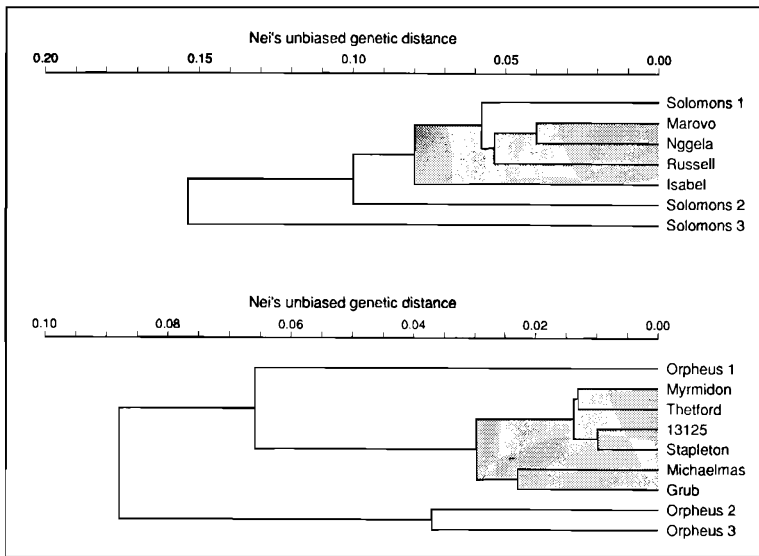 Nei's unbiased genetic distance
0.20 0.15 0.10 0.05 0.00
Solomons 1
Marovo
Nggela
Russell
Isabel
Solomons 2
Solomons 3
Nei's unbiased genetic distance
0.10 0.08 0.06 0.04 0.02 0.00
Orpheus 1
Myrmidon
Thetford
13125
Stapleton
Michaelmas
Grub
Orpheus 2
Orpheus 3